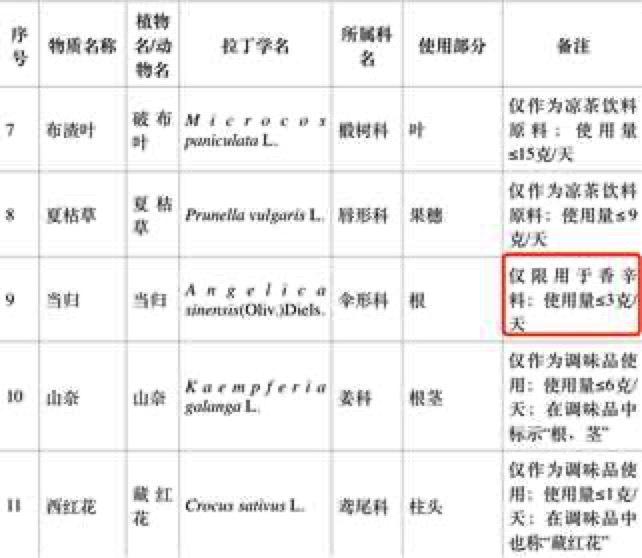 序号 物质名称 植物名/动物名 拉丁学名 所属科名 使用部分 备注
7 布渣叶 破布叶 Microcos paniculata L. 椴树科 叶 仅作为凉茶饮料原料；使用量≤15克/天
8 夏枯草 夏枯草 Prunella vulgaris L. 唇形科 果穗 仅作为凉茶饮料原料；使用量≤9克/天
9 当归 当归 Angelica sinensis(Oliv.)Diels. 伞形科 根 仅限用于香辛料；使用量≤3克/天
10 山奈 山奈 Kaempferia galanga L. 姜科 根茎 仅作为调味品使用；使用量≤6克/天；在调味品中标示“根、茎”
11 西红花 藏红花 Crocus sativus L. 鸢尾科 柱头 仅作为调味品使用；使用量≤1克/天；在调味品中也称“藏红花”